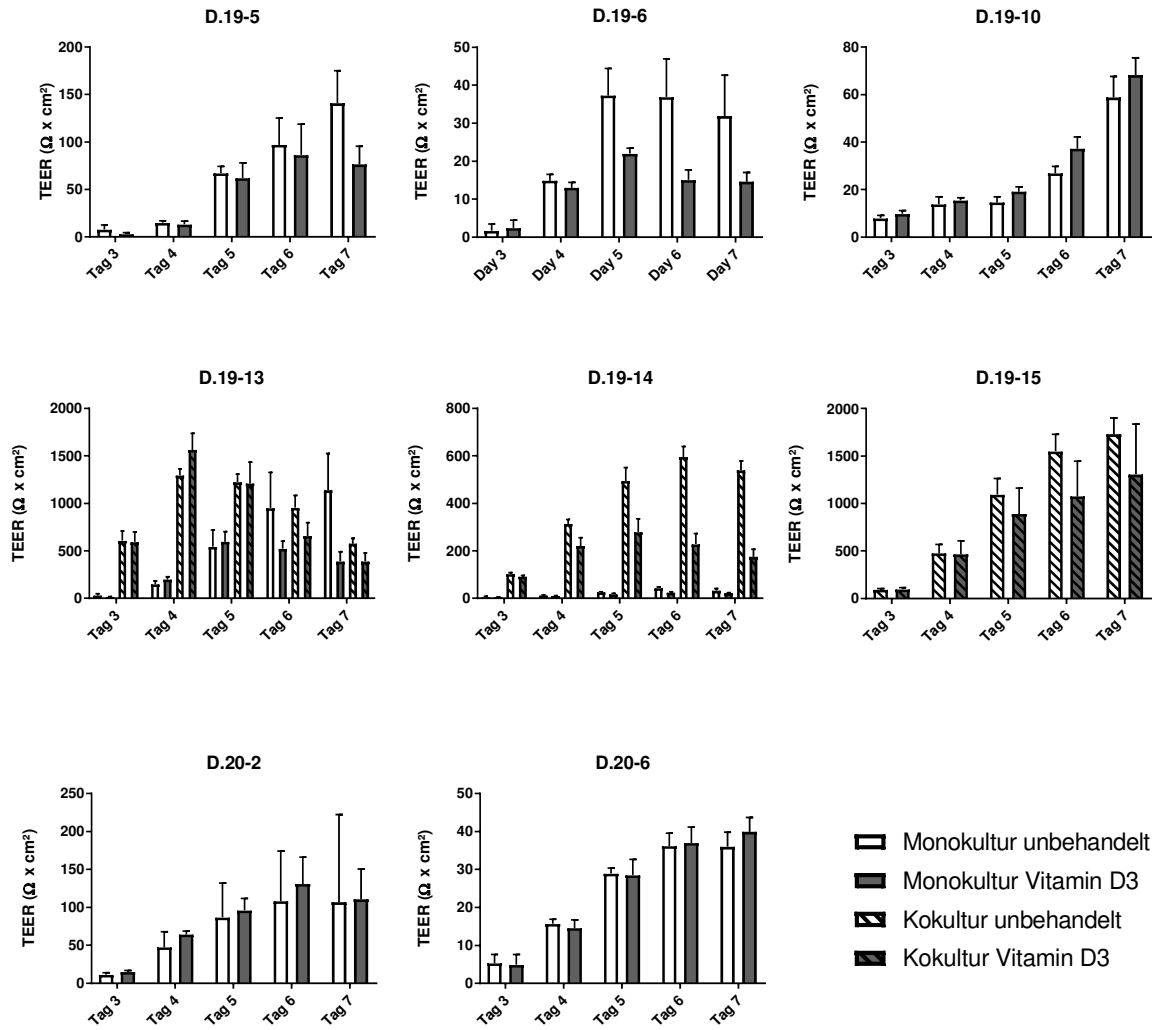 D.19-5
TEER (Ω x cm²)
200
150
100
50
0
Tag 3
Tag 4
Tag 5
Tag 6
Tag 7
D.19-6
TEER (Ω x cm²)
50
40
30
20
10
0
Day 3
Day 4
Day 5
Day 6
Day 7
D.19-10
TEER (Ω x cm²)
80
60
40
20
0
Tag 3
Tag 4
Tag 5
Tag 6
Tag 7
D.19-13
TEER (Ω x cm²)
2000
1500
1000
500
0
Tag 3
Tag 4
Tag 5
Tag 6
Tag 7
D.19-14
TEER (Ω x cm²)
800
600
400
200
0
Tag 3
Tag 4
Tag 5
Tag 6
Tag 7
D.19-15
TEER (Ω x cm²)
2000
1500
1000
500
0
Tag 3
Tag 4
Tag 5
Tag 6
Tag 7
D.20-2
TEER (Ω x cm²)
250
200
150
100
50
0
Tag 3
Tag 4
Tag 5
Tag 6
Tag 7
D.20-6
TEER (Ω x cm²)
50
40
30
20
10
0
Tag 3
Tag 4
Tag 5
Tag 6
Tag 7
Monokultur unbehandelt
Monokultur Vitamin D3
Kokultur unbehandelt
Kokultur Vitamin D3